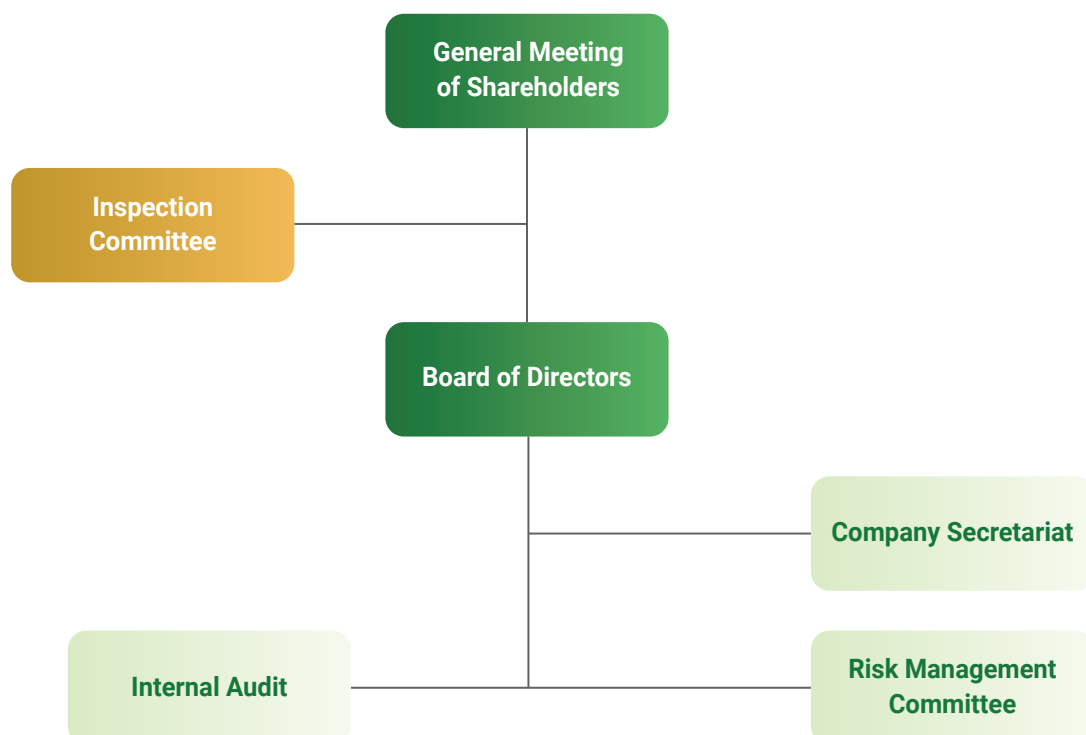 General Meeting
of Shareholders
Inspection
Committee
Board of Directors
Company Secretariat
Internal Audit
Risk Management
Committee